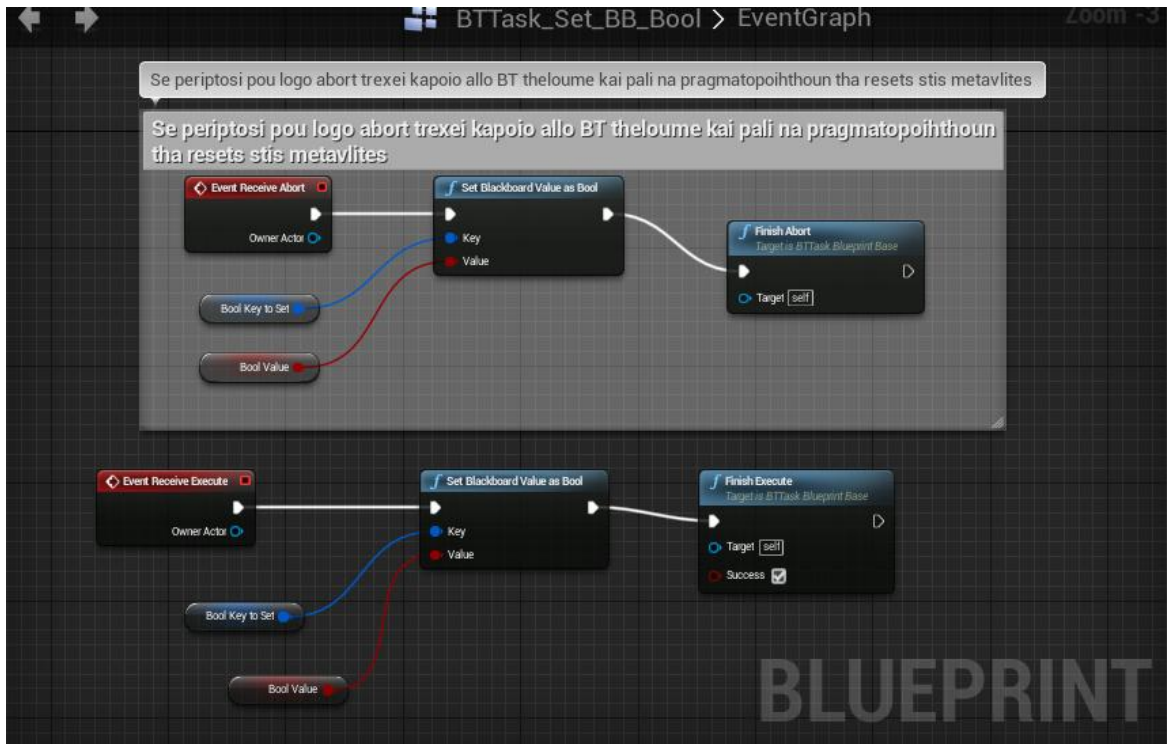 BTTask_Set_BB_Bool > EventGraph
Zoom -3
Se periptosi pou logo abort trexei kapoio allo BT theloume kai pali na pragmatopoihthoun tha resets stis metavlites
Se periptosi pou logo abort trexei kapoio allo BT theloume kai pali na pragmatopoihthoun
tha resets stis metavlites
Event Receive Abort
Owner Actor
Set Blackboard Value as Bool
Key
Value
Finish Abort
Target is BTTask Blueprint Base
Target self
Bool Key to Set
Bool Value
Event Receive Execute
Owner Actor
Set Blackboard Value as Bool
Key
Value
Finish Execute
Target is BTTask Blueprint Base
Target self
Success
Bool Key to Set
Bool Value
BLUEPRINT